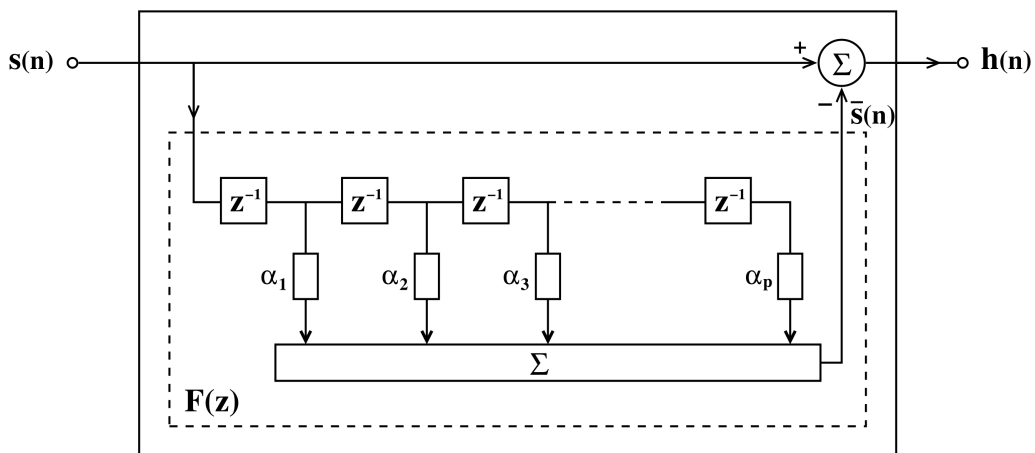 s(n) + Σ h(n)
− s̄(n)
z⁻¹ z⁻¹ z⁻¹ z⁻¹
α₁ α₂ α₃ αₚ
Σ
F(z)